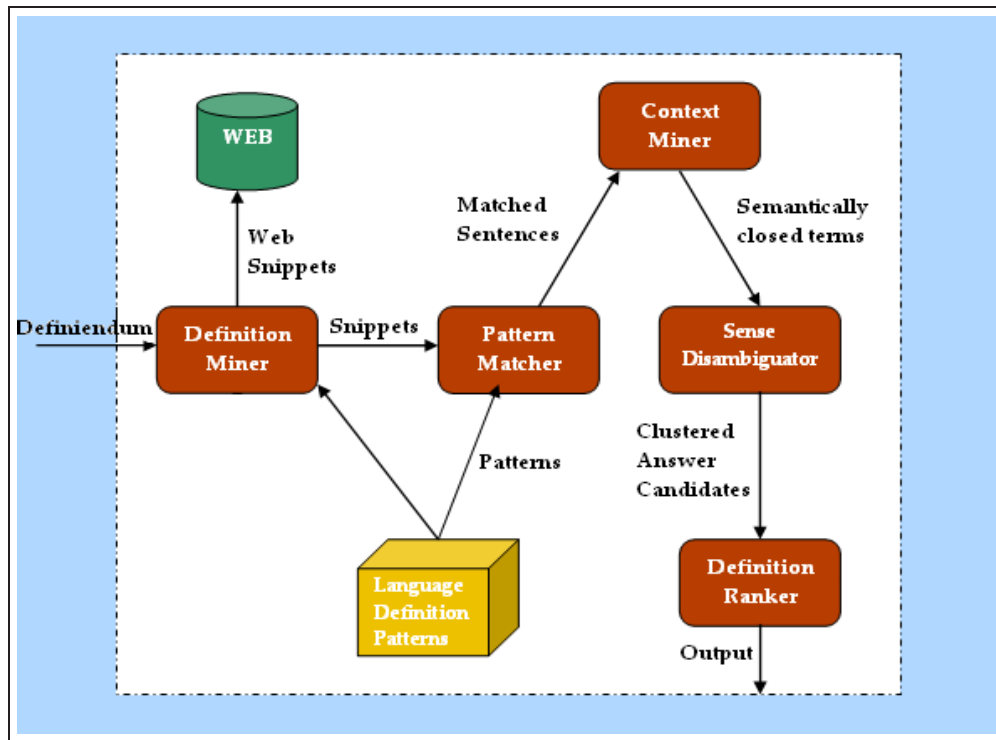 WEB
Context
Miner
Matched
Sentences
Semantically
closed terms
Web
Snippets
Definiendum
Definition
Miner
Snippets
Pattern
Matcher
Sense
Disambiguator
Clustered
Answer
Candidates
Patterns
Language
Definition
Patterns
Definition
Ranker
Output